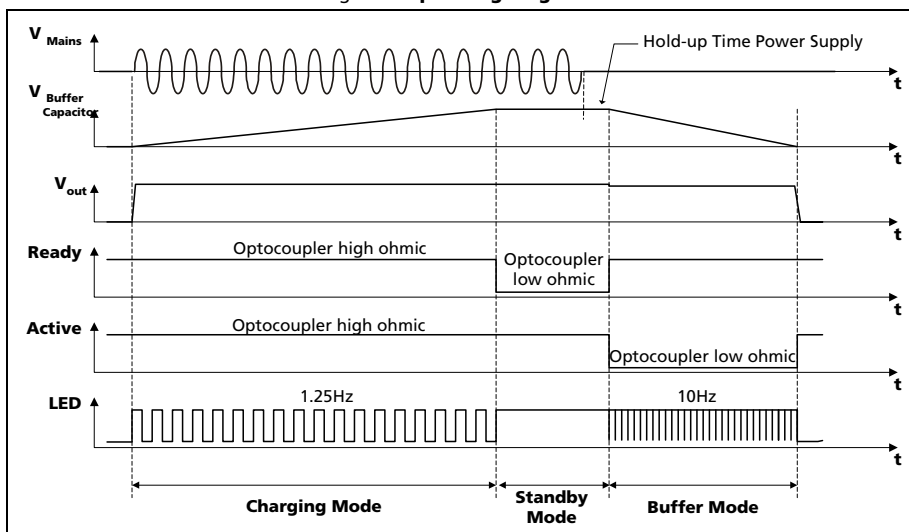 V Mains
Hold-up Time Power Supply
t
V Buffer
Capacitor
t
V out
t
Ready
Optocoupler high ohmic
Optocoupler
low ohmic
t
Active
Optocoupler high ohmic
Optocoupler low ohmic
t
LED
1.25Hz
10Hz
t
Charging Mode
Standby
Mode
Buffer Mode